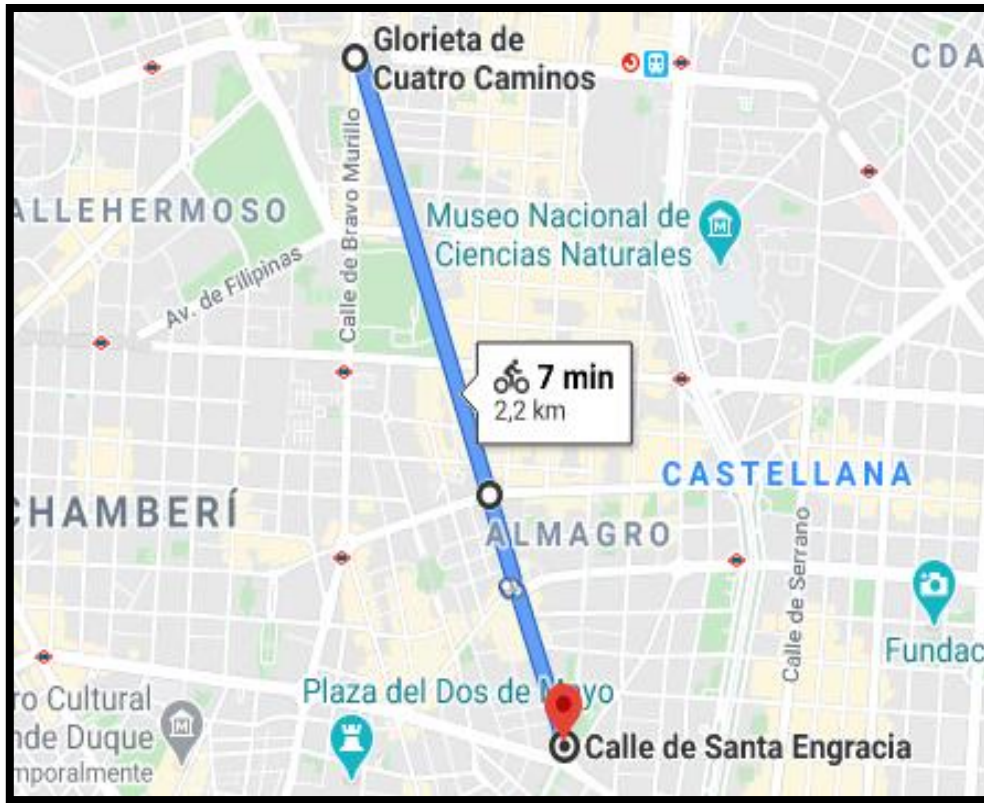 Glorieta de
Cuatro Caminos
CDA
ALLEHERMOSO
Calle de Bravo Murillo
Av. de Filipinas
Museo Nacional de
Ciencias Naturales
7 min
2,2 km
CASTELLANA
CHAMBERÍ
ALMAGRO
Calle de Serrano
Fundac
Plaza del Dos de Mayo
ro Cultural
nde Duque
mporalmente
Calle de Santa Engracia